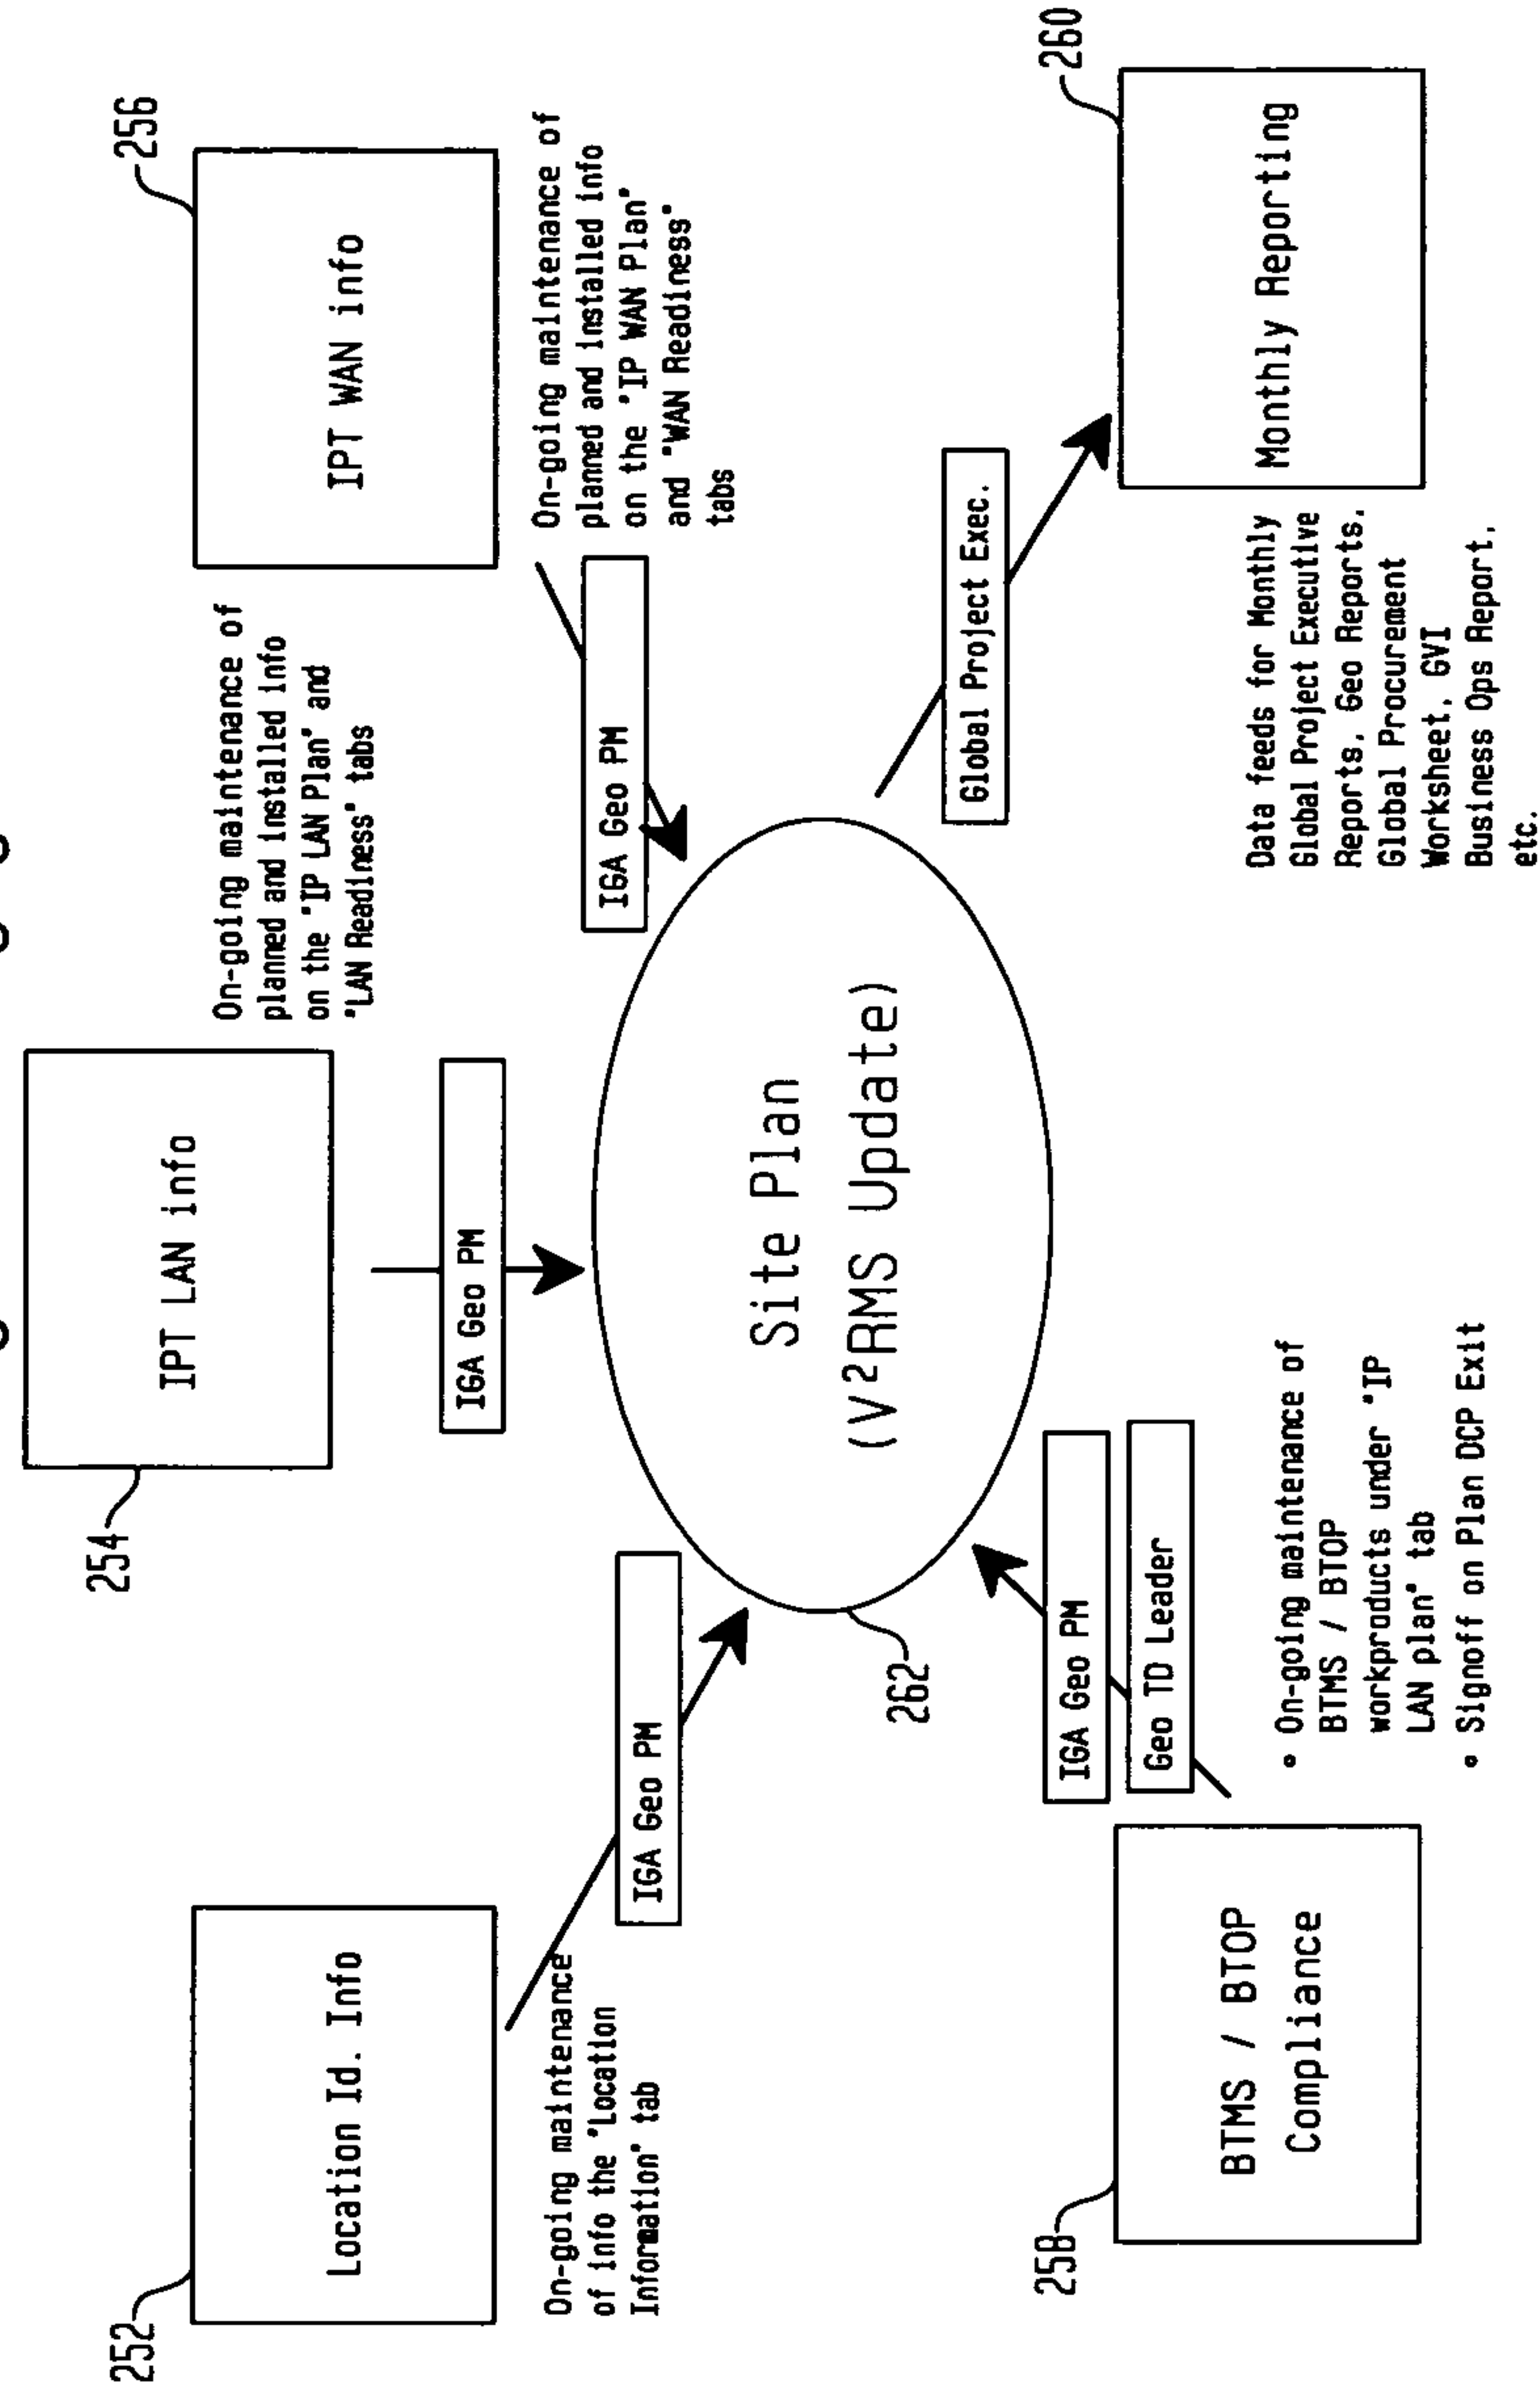 254
IPT LAN info
252
Location Id. Info
256
IPT WAN info
On-going maintenance of
planned and installed info
on the "IP LAN Plan" and
"LAN Readiness" tabs
IGA Geo PM
On-going maintenance
of info the "Location
Information" tab
IGA Geo PM
IGA Geo PM
On-going maintenance of
planned and installed info
on the "IP WAN Plan"
and "WAN Readiness"
tabs
Site Plan
(V²RMS Update)
262
Global Project Exec.
IGA Geo PM
Geo TD Leader
258
BTMS / BTOP
Compliance
• On-going maintenance of
BTMS / BTOP
workproducts under "IP
LAN plan" tab
• Signoff on Plan DCP Exit
Data feeds for Monthly
Global Project Executive
Reports, Geo Reports,
Global Procurement
Worksheet, GVI
Business Ops Report,
etc.
260
Monthly Reporting